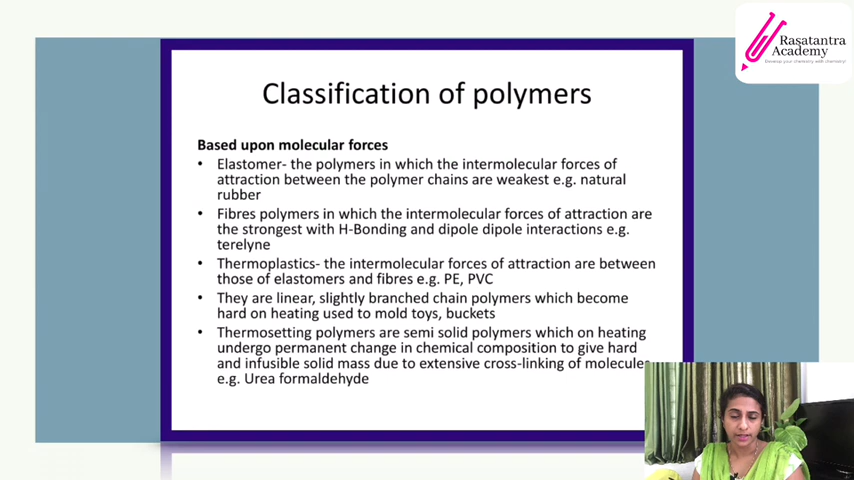 Rasatantra
Academy
Develop your chemistry with chemistry!
Classification of polymers
Based upon molecular forces
• Elastomer- the polymers in which the intermolecular forces of
attraction between the polymer chains are weakest e.g. natural
rubber
• Fibres polymers in which the intermolecular forces of attraction are
the strongest with H-Bonding and dipole dipole interactions e.g.
terelyne
• Thermoplastics- the intermolecular forces of attraction are between
those of elastomers and fibres e.g. PE, PVC
• They are linear, slightly branched chain polymers which become
hard on heating used to mold toys, buckets
• Thermosetting polymers are semi solid polymers which on heating
undergo permanent change in chemical composition to give hard
and infusible solid mass due to extensive cross-linking of molecules
e.g. Urea formaldehyde